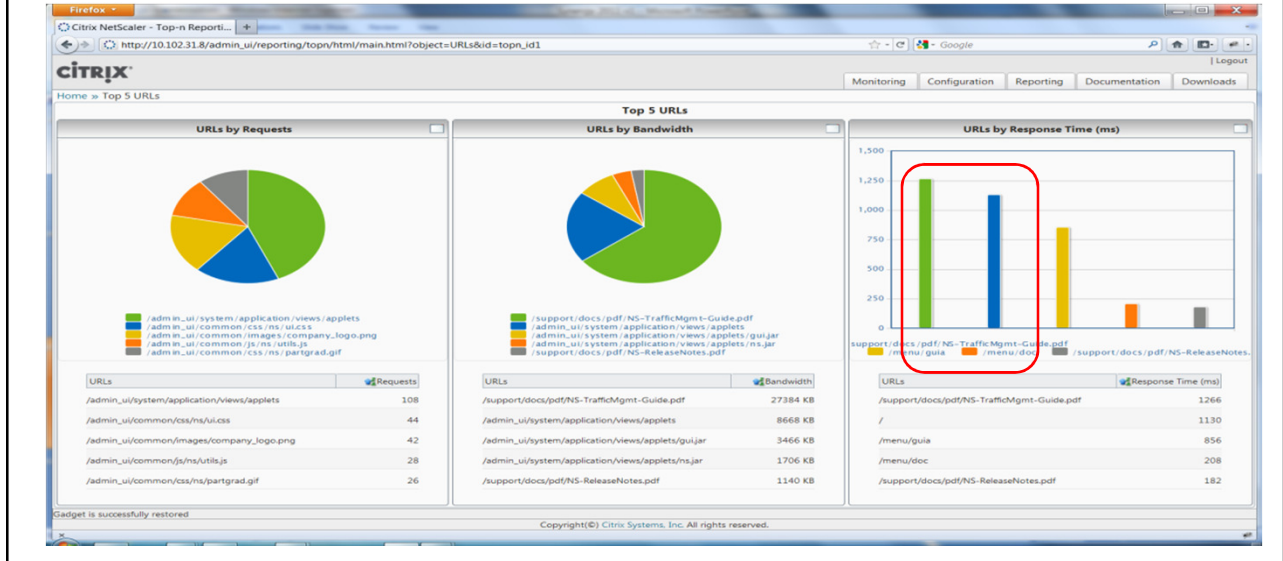 Firefox
Citrix NetScaler - Top-n Reporti...
http://10.102.31.8/admin_ui/reporting/topn/html/main.html?object=URLs&id=topn_id1
Google
CİTRIX
| Logout
Monitoring Configuration Reporting Documentation Downloads
Home » Top 5 URLs
Top 5 URLs
URLs by Requests
/admin_ui/system/application/views/applets
/admin_ui/common/css/ns/ui.css
/admin_ui/common/images/company_logo.png
/admin_ui/common/js/ns/utils.js
/admin_ui/common/css/ns/partgrad.gif
URLs Requests
/admin_ui/system/application/views/applets 108
/admin_ui/common/css/ns/ui.css 44
/admin_ui/common/images/company_logo.png 42
/admin_ui/common/js/ns/utils.js 28
/admin_ui/common/css/ns/partgrad.gif 26
URLs by Bandwidth
/support/docs/pdf/NS-TrafficMgmt-Guide.pdf
/admin_ui/system/application/views/applets
/admin_ui/system/application/views/applets/gui.jar
/admin_ui/system/application/views/applets/ns.jar
/support/docs/pdf/NS-ReleaseNotes.pdf
URLs Bandwidth
/support/docs/pdf/NS-TrafficMgmt-Guide.pdf 27384 KB
/admin_ui/system/application/views/applets 8668 KB
/admin_ui/system/application/views/applets/gui.jar 3466 KB
/admin_ui/system/application/views/applets/ns.jar 1706 KB
/support/docs/pdf/NS-ReleaseNotes.pdf 1140 KB
URLs by Response Time (ms)
1,500
1,250
1,000
750
500
250
0
support/docs/pdf/NS-TrafficMgmt-Guide.pdf
/menu/guia /menu/doc /support/docs/pdf/NS-ReleaseNotes.
URLs Response Time (ms)
/support/docs/pdf/NS-TrafficMgmt-Guide.pdf 1266
/ 1130
/menu/guia 856
/menu/doc 208
/support/docs/pdf/NS-ReleaseNotes.pdf 182
Gadget is successfully restored
Copyright(©) Citrix Systems, Inc. All rights reserved.